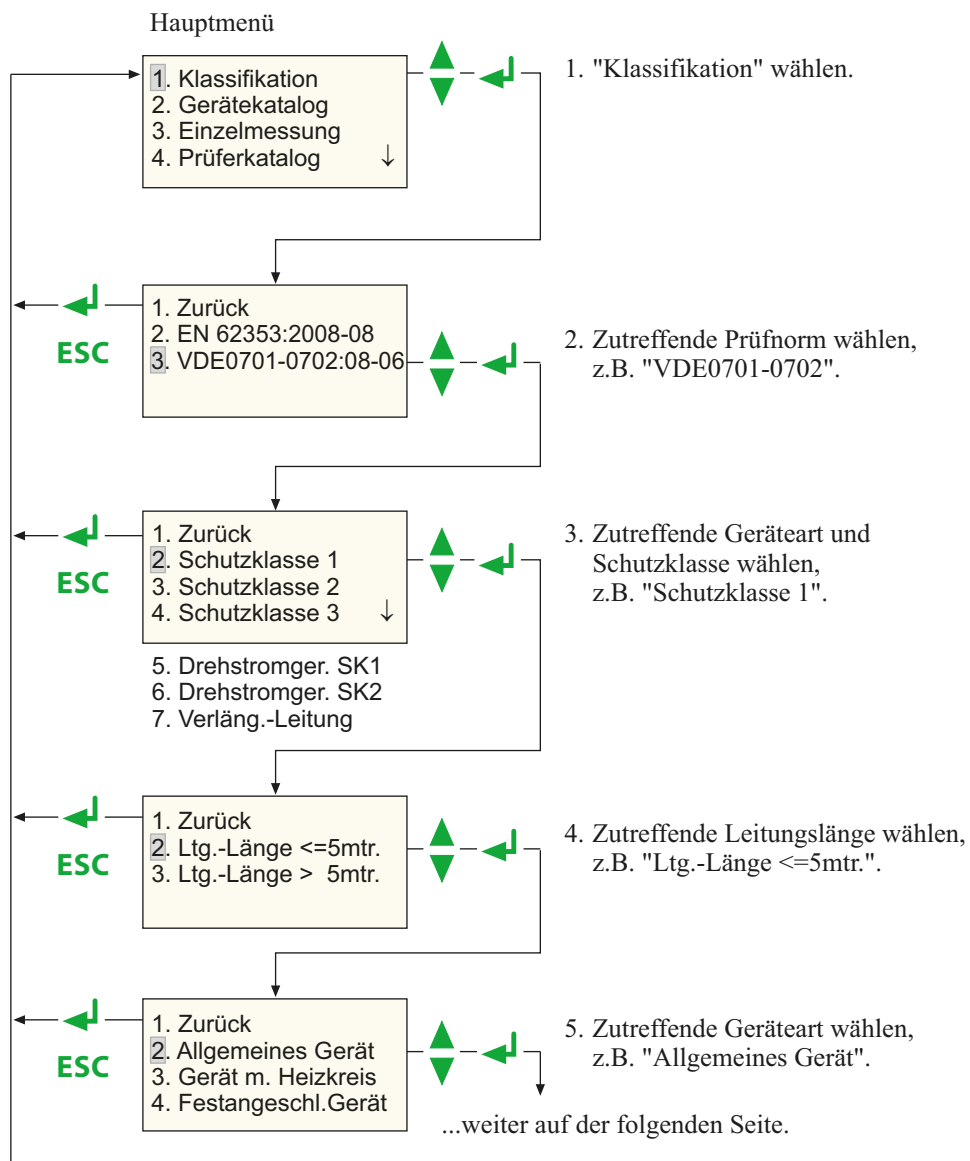 Hauptmenü
1. Klassifikation
2. Gerätekatalog
3. Einzelmessung
4. Prüferkatalog ↓
1. "Klassifikation" wählen.
ESC
1. Zurück
2. EN 62353:2008-08
3. VDE0701-0702:08-06
2. Zutreffende Prüfnorm wählen,
z.B. "VDE0701-0702".
ESC
1. Zurück
2. Schutzklasse 1
3. Schutzklasse 2
4. Schutzklasse 3 ↓
5. Drehstromger. SK1
6. Drehstromger. SK2
7. Verläng.-Leitung
3. Zutreffende Geräteart und
Schutzklasse wählen,
z.B. "Schutzklasse 1".
ESC
1. Zurück
2. Ltg.-Länge <=5mtr.
3. Ltg.-Länge > 5mtr.
4. Zutreffende Leitungslänge wählen,
z.B. "Ltg.-Länge <=5mtr.".
ESC
1. Zurück
2. Allgemeines Gerät
3. Gerät m. Heizkreis
4. Festangeschl.Gerät
5. Zutreffende Geräteart wählen,
z.B. "Allgemeines Gerät".
...weiter auf der folgenden Seite.